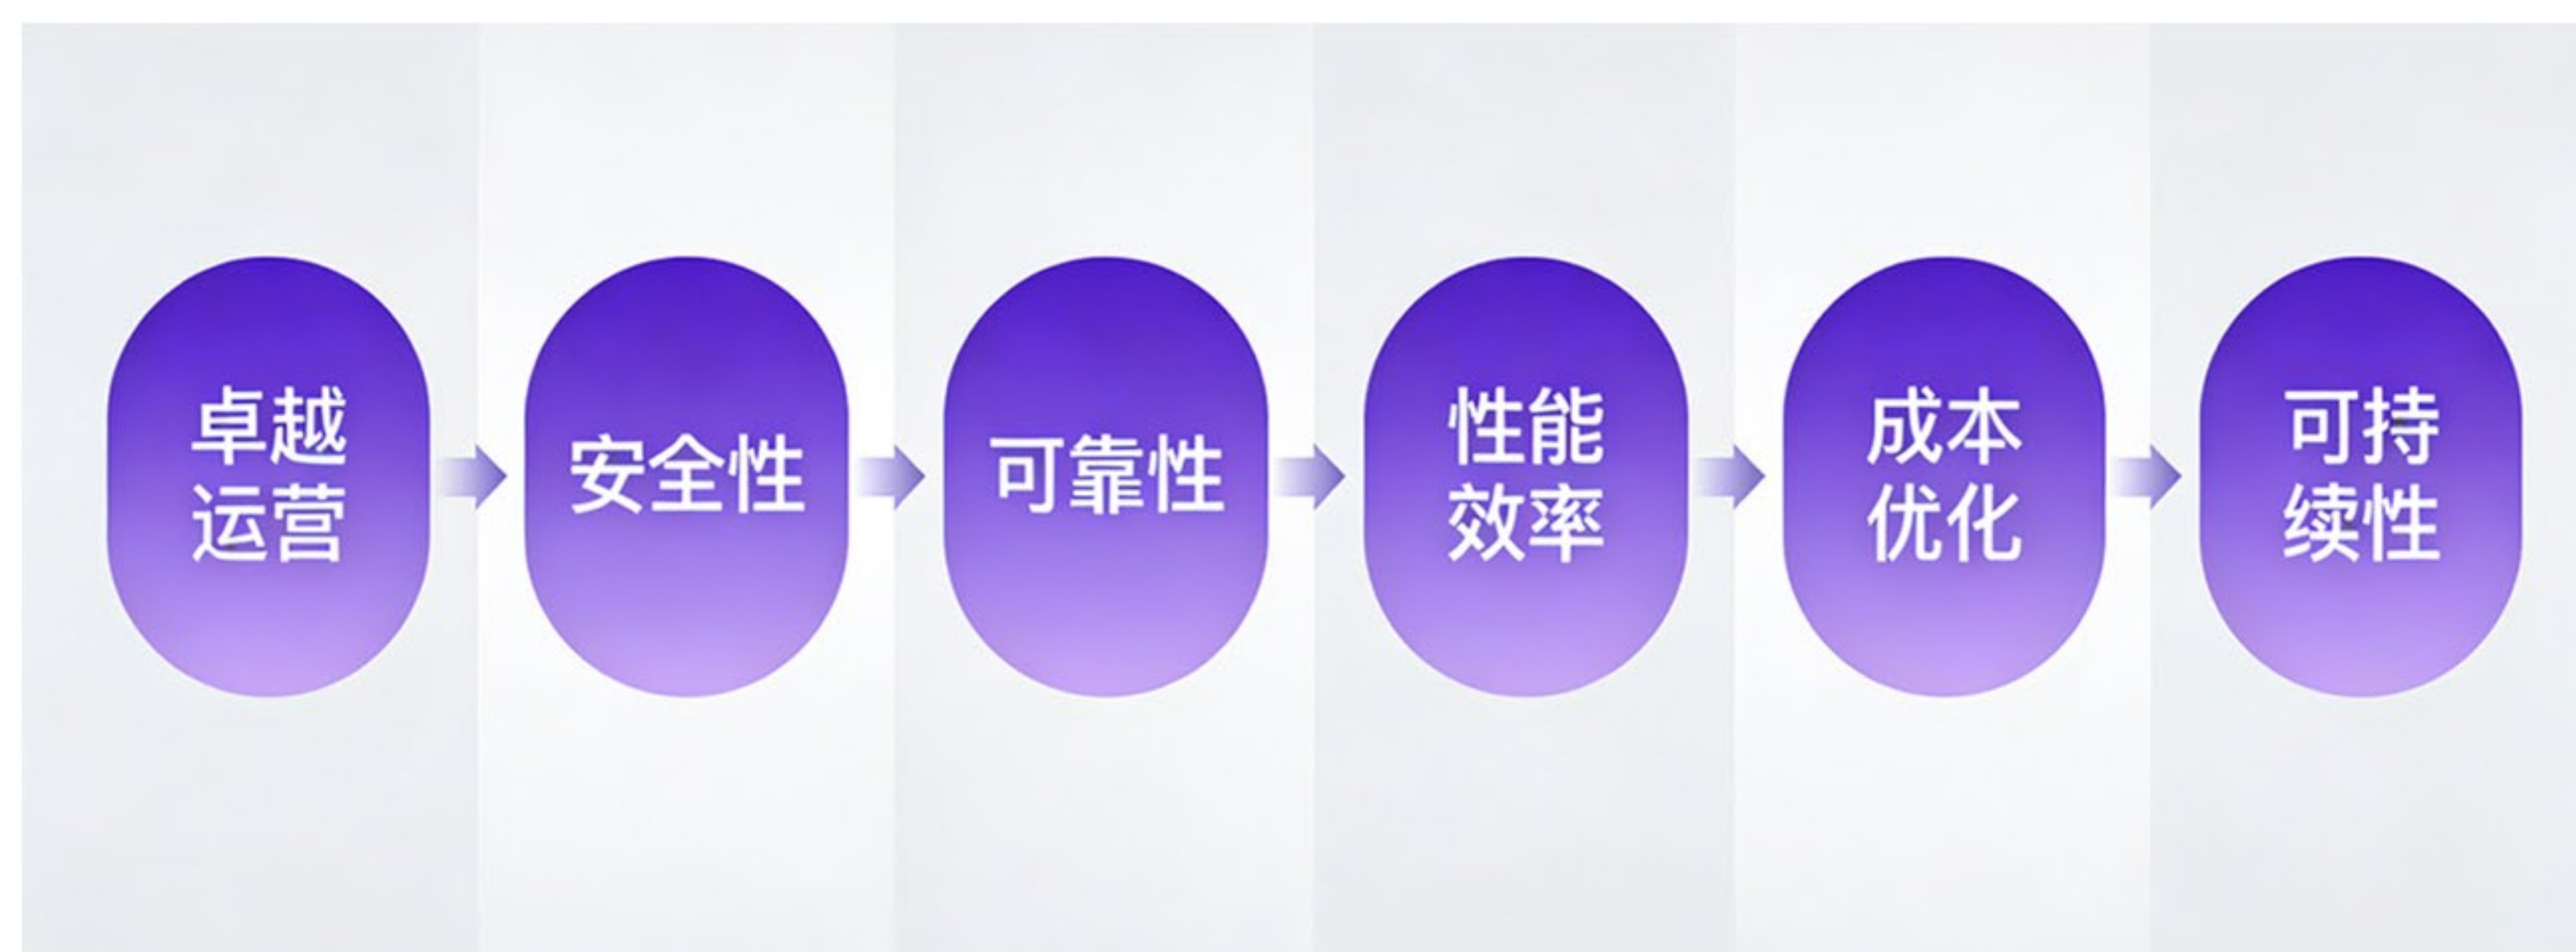 卓越
运营
安全性
可靠性
性能
效率
成本
优化
可持
续性